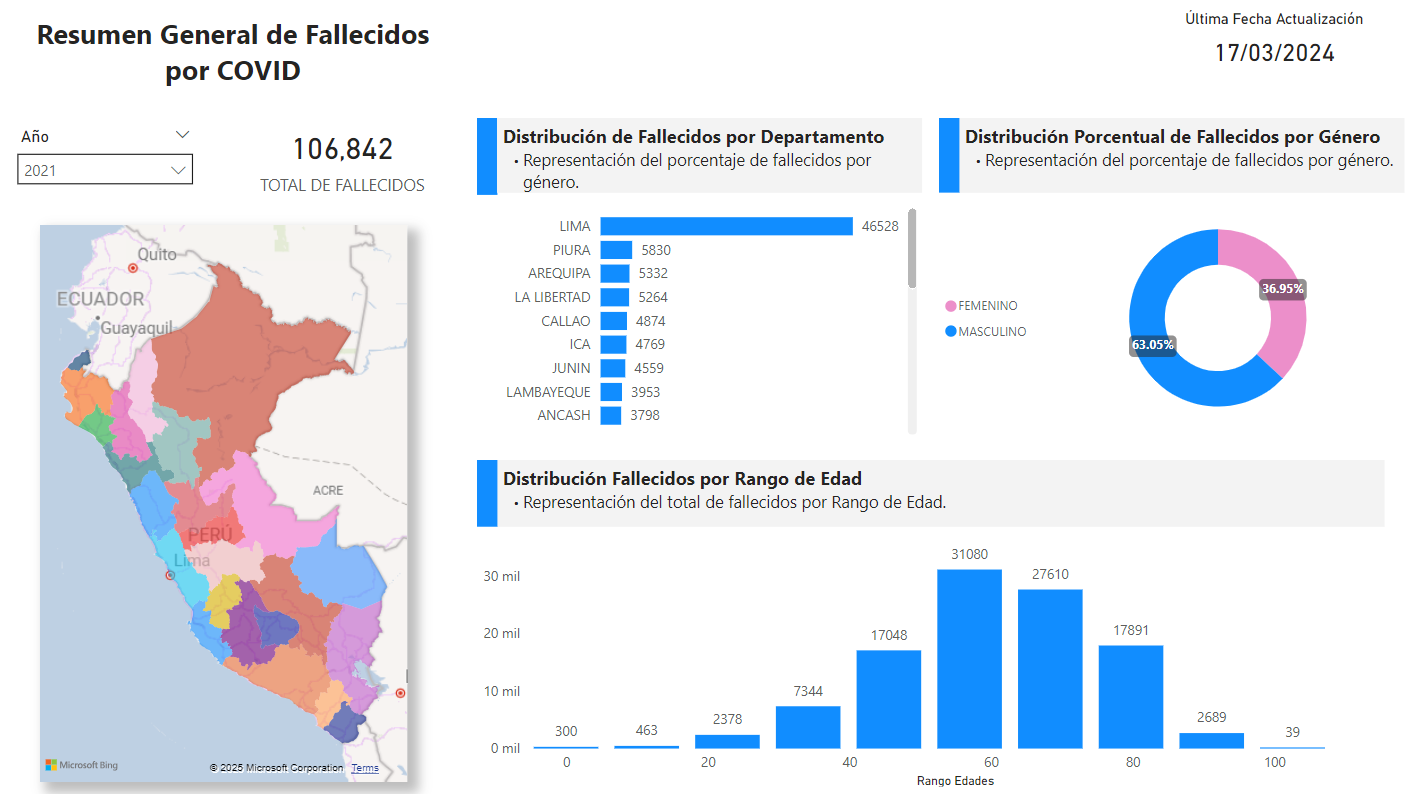 Resumen General de Fallecidos
por COVID
Última Fecha Actualización
17/03/2024
Año
2021
106,842
TOTAL DE FALLECIDOS
Quito
ECUADOR
Guayaquil
ACRE
PERÚ
Lima
Microsoft Bing
© 2025 Microsoft Corporation Terms
Distribución de Fallecidos por Departamento
• Representación del porcentaje de fallecidos por
género.
LIMA 46528
PIURA 5830
AREQUIPA 5332
LA LIBERTAD 5264
CALLAO 4874
ICA 4769
JUNIN 4559
LAMBAYEQUE 3953
ANCASH 3798
Distribución Porcentual de Fallecidos por Género
• Representación del porcentaje de fallecidos por género.
FEMENINO
MASCULINO
36.95%
63.05%
Distribución Fallecidos por Rango de Edad
• Representación del total de fallecidos por Rango de Edad.
30 mil
20 mil
10 mil
0 mil
300
463
2378
7344
17048
31080
27610
17891
2689
39
0 20 40 60 80 100
Rango Edades